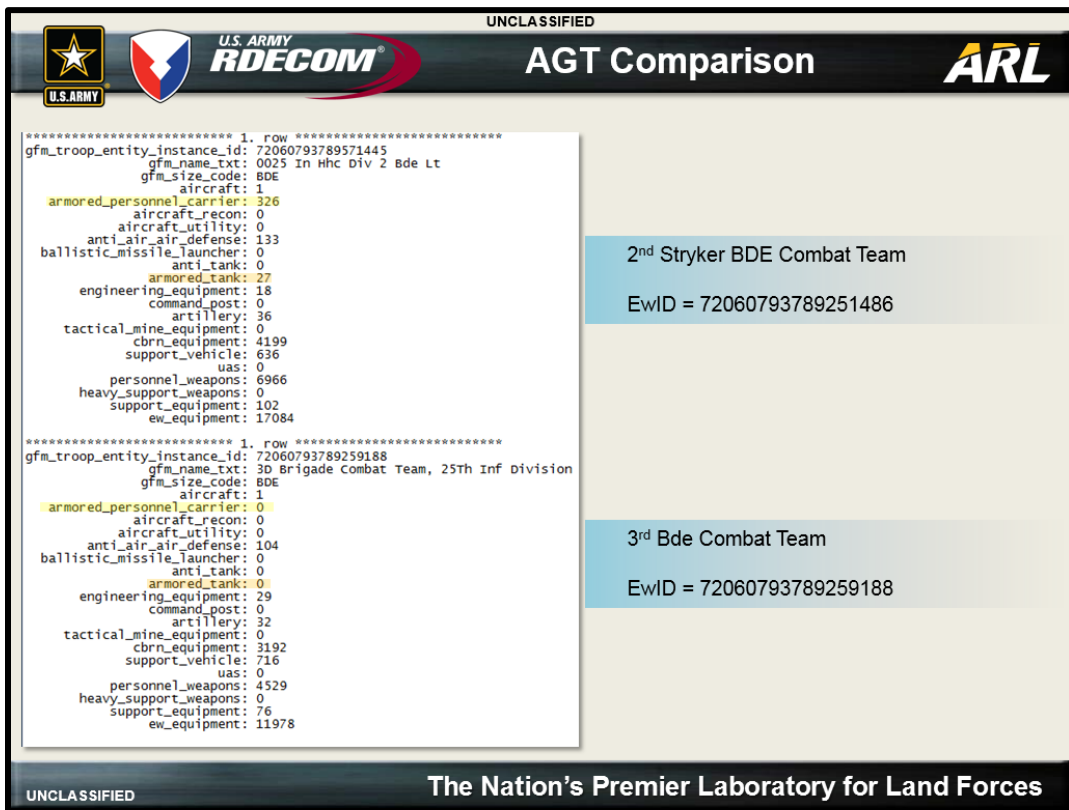 UNCLASSIFIED
U.S. ARMY
RDECOM®
AGT Comparison
ARL
U.S.ARMY
*************************** 1. row ***************************
gfm_troop_entity_instance_id: 72060793789571445
gfm_name_txt: 0025 In Hhc Div 2 Bde Lt
gfm_size_code: BDE
aircraft: 1
armored_personnel_carrier: 326
aircraft_recon: 0
aircraft_utility: 0
anti_air_air_defense: 133
ballistic_missile_launcher: 0
anti_tank: 0
armored_tank: 27
engineering_equipment: 18
command_post: 0
artillery: 36
tactical_mine_equipment: 0
cbrn_equipment: 4199
support_vehicle: 636
uas: 0
personnel_weapons: 6966
heavy_support_weapons: 0
support_equipment: 102
ew_equipment: 17084
2nd Stryker BDE Combat Team
EwID = 72060793789251486
*************************** 1. row ***************************
gfm_troop_entity_instance_id: 72060793789259188
gfm_name_txt: 3D Brigade Combat Team, 25Th Inf Division
gfm_size_code: BDE
aircraft: 1
armored_personnel_carrier: 0
aircraft_recon: 0
aircraft_utility: 0
anti_air_air_defense: 104
ballistic_missile_launcher: 0
anti_tank: 0
armored_tank: 0
engineering_equipment: 29
command_post: 0
artillery: 32
tactical_mine_equipment: 0
cbrn_equipment: 3192
support_vehicle: 716
uas: 0
personnel_weapons: 4529
heavy_support_weapons: 0
support_equipment: 76
ew_equipment: 11978
3rd Bde Combat Team
EwID = 72060793789259188
UNCLASSIFIED
The Nation's Premier Laboratory for Land Forces